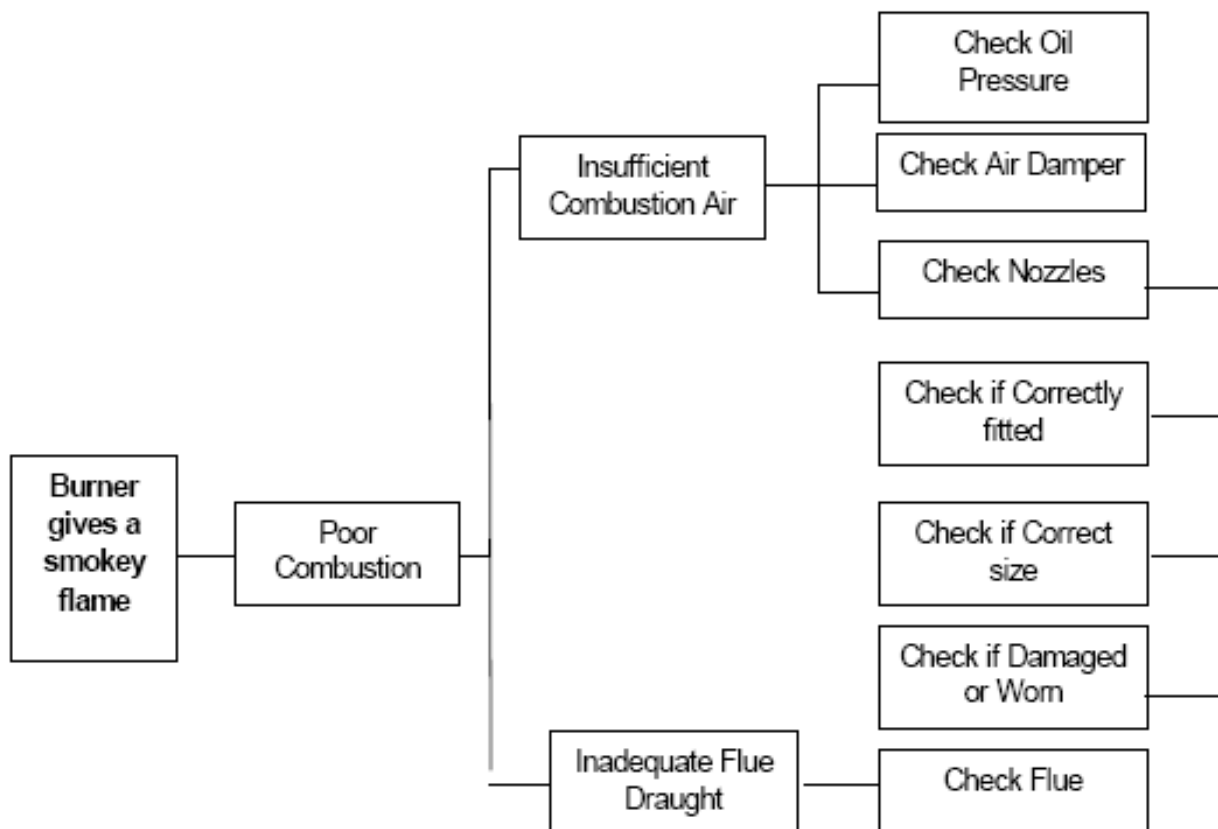 Burner
gives a
smokey
flame
Poor
Combustion
Insufficient
Combustion Air
Check Oil
Pressure
Check Air Damper
Check Nozzles
Check if Correctly
fitted
Check if Correct
size
Check if Damaged
or Worn
Inadequate Flue
Draught
Check Flue